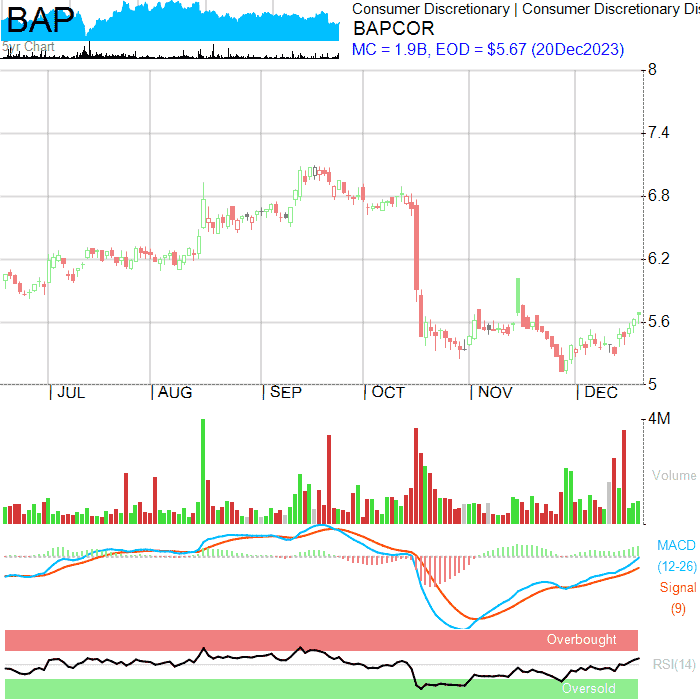 BAP
5yr Chart
Consumer Discretionary | Consumer Discretionary Dis
BAPCOR
MC = 1.9B, EOD = $5.67 (20Dec2023)
8
7.4
6.8
6.2
5.6
5
JUL
AUG
SEP
OCT
NOV
DEC
4M
Volume
MACD
(12-26)
Signal
(9)
Overbought
RSI(14)
Oversold